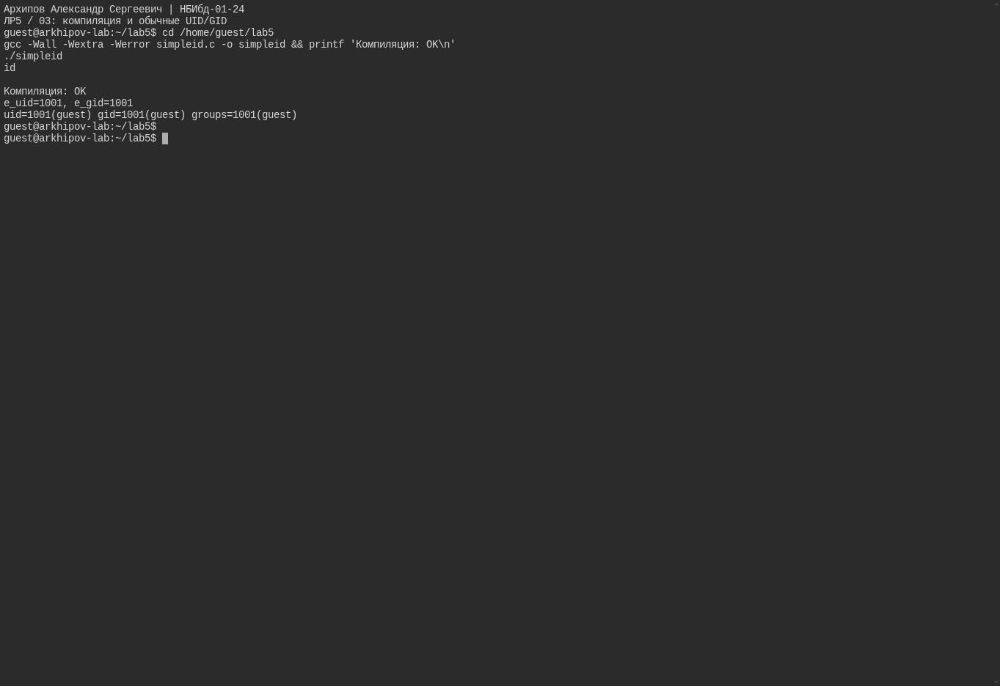 Архипов Александр Сергеевич | НБИбд-01-24
ЛР5 / 03: компиляция и обычные UID/GID
guest@arkhipov-lab:~/lab5$ cd /home/guest/lab5
gcc -Wall -Wextra -Werror simpleid.c -o simpleid && printf 'Компиляция: OK\n'
./simpleid
id

Компиляция: OK
e_uid=1001, e_gid=1001
uid=1001(guest) gid=1001(guest) groups=1001(guest)
guest@arkhipov-lab:~/lab5$
guest@arkhipov-lab:~/lab5$